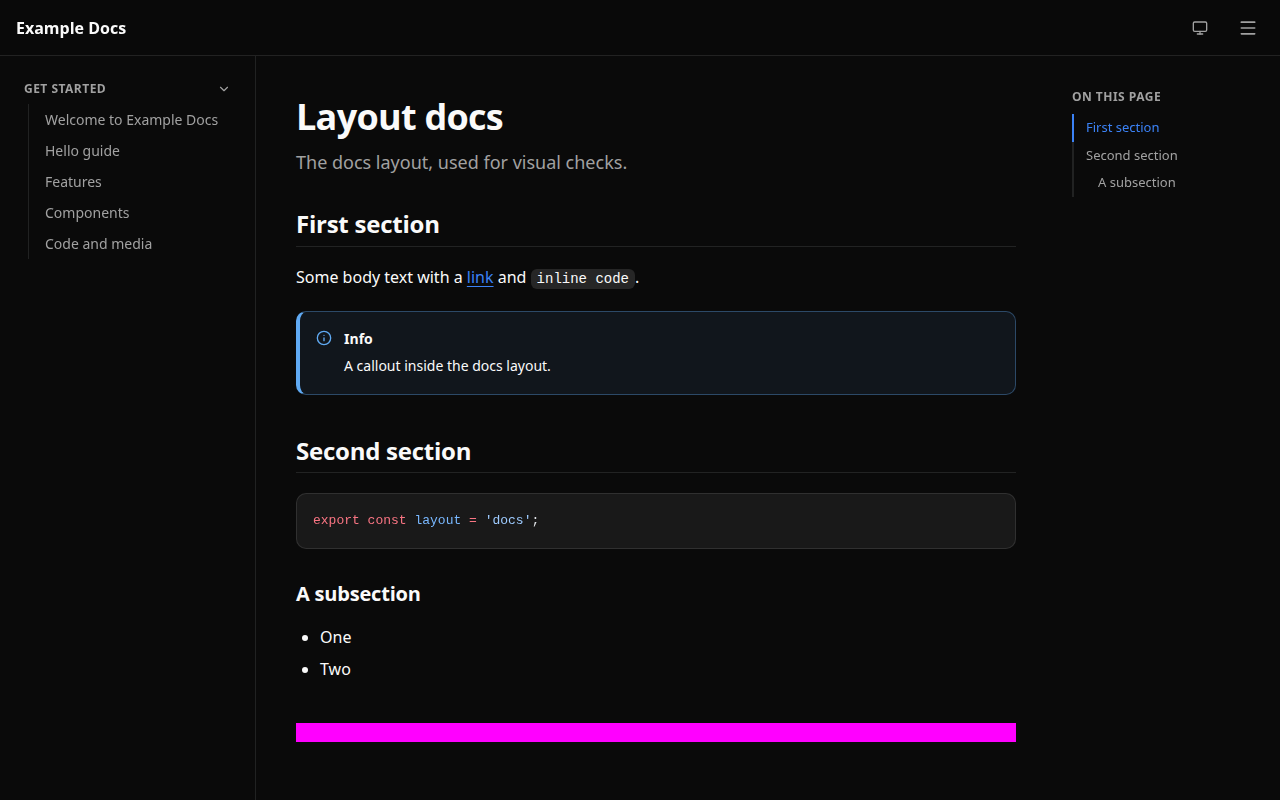 Example Docs
GET STARTED
Welcome to Example Docs
Hello guide
Features
Components
Code and media
Layout docs
The docs layout, used for visual checks.
First section
Some body text with a link and inline code.
Info
A callout inside the docs layout.
Second section
export const layout = 'docs';
A subsection
One
Two
ON THIS PAGE
First section
Second section
A subsection